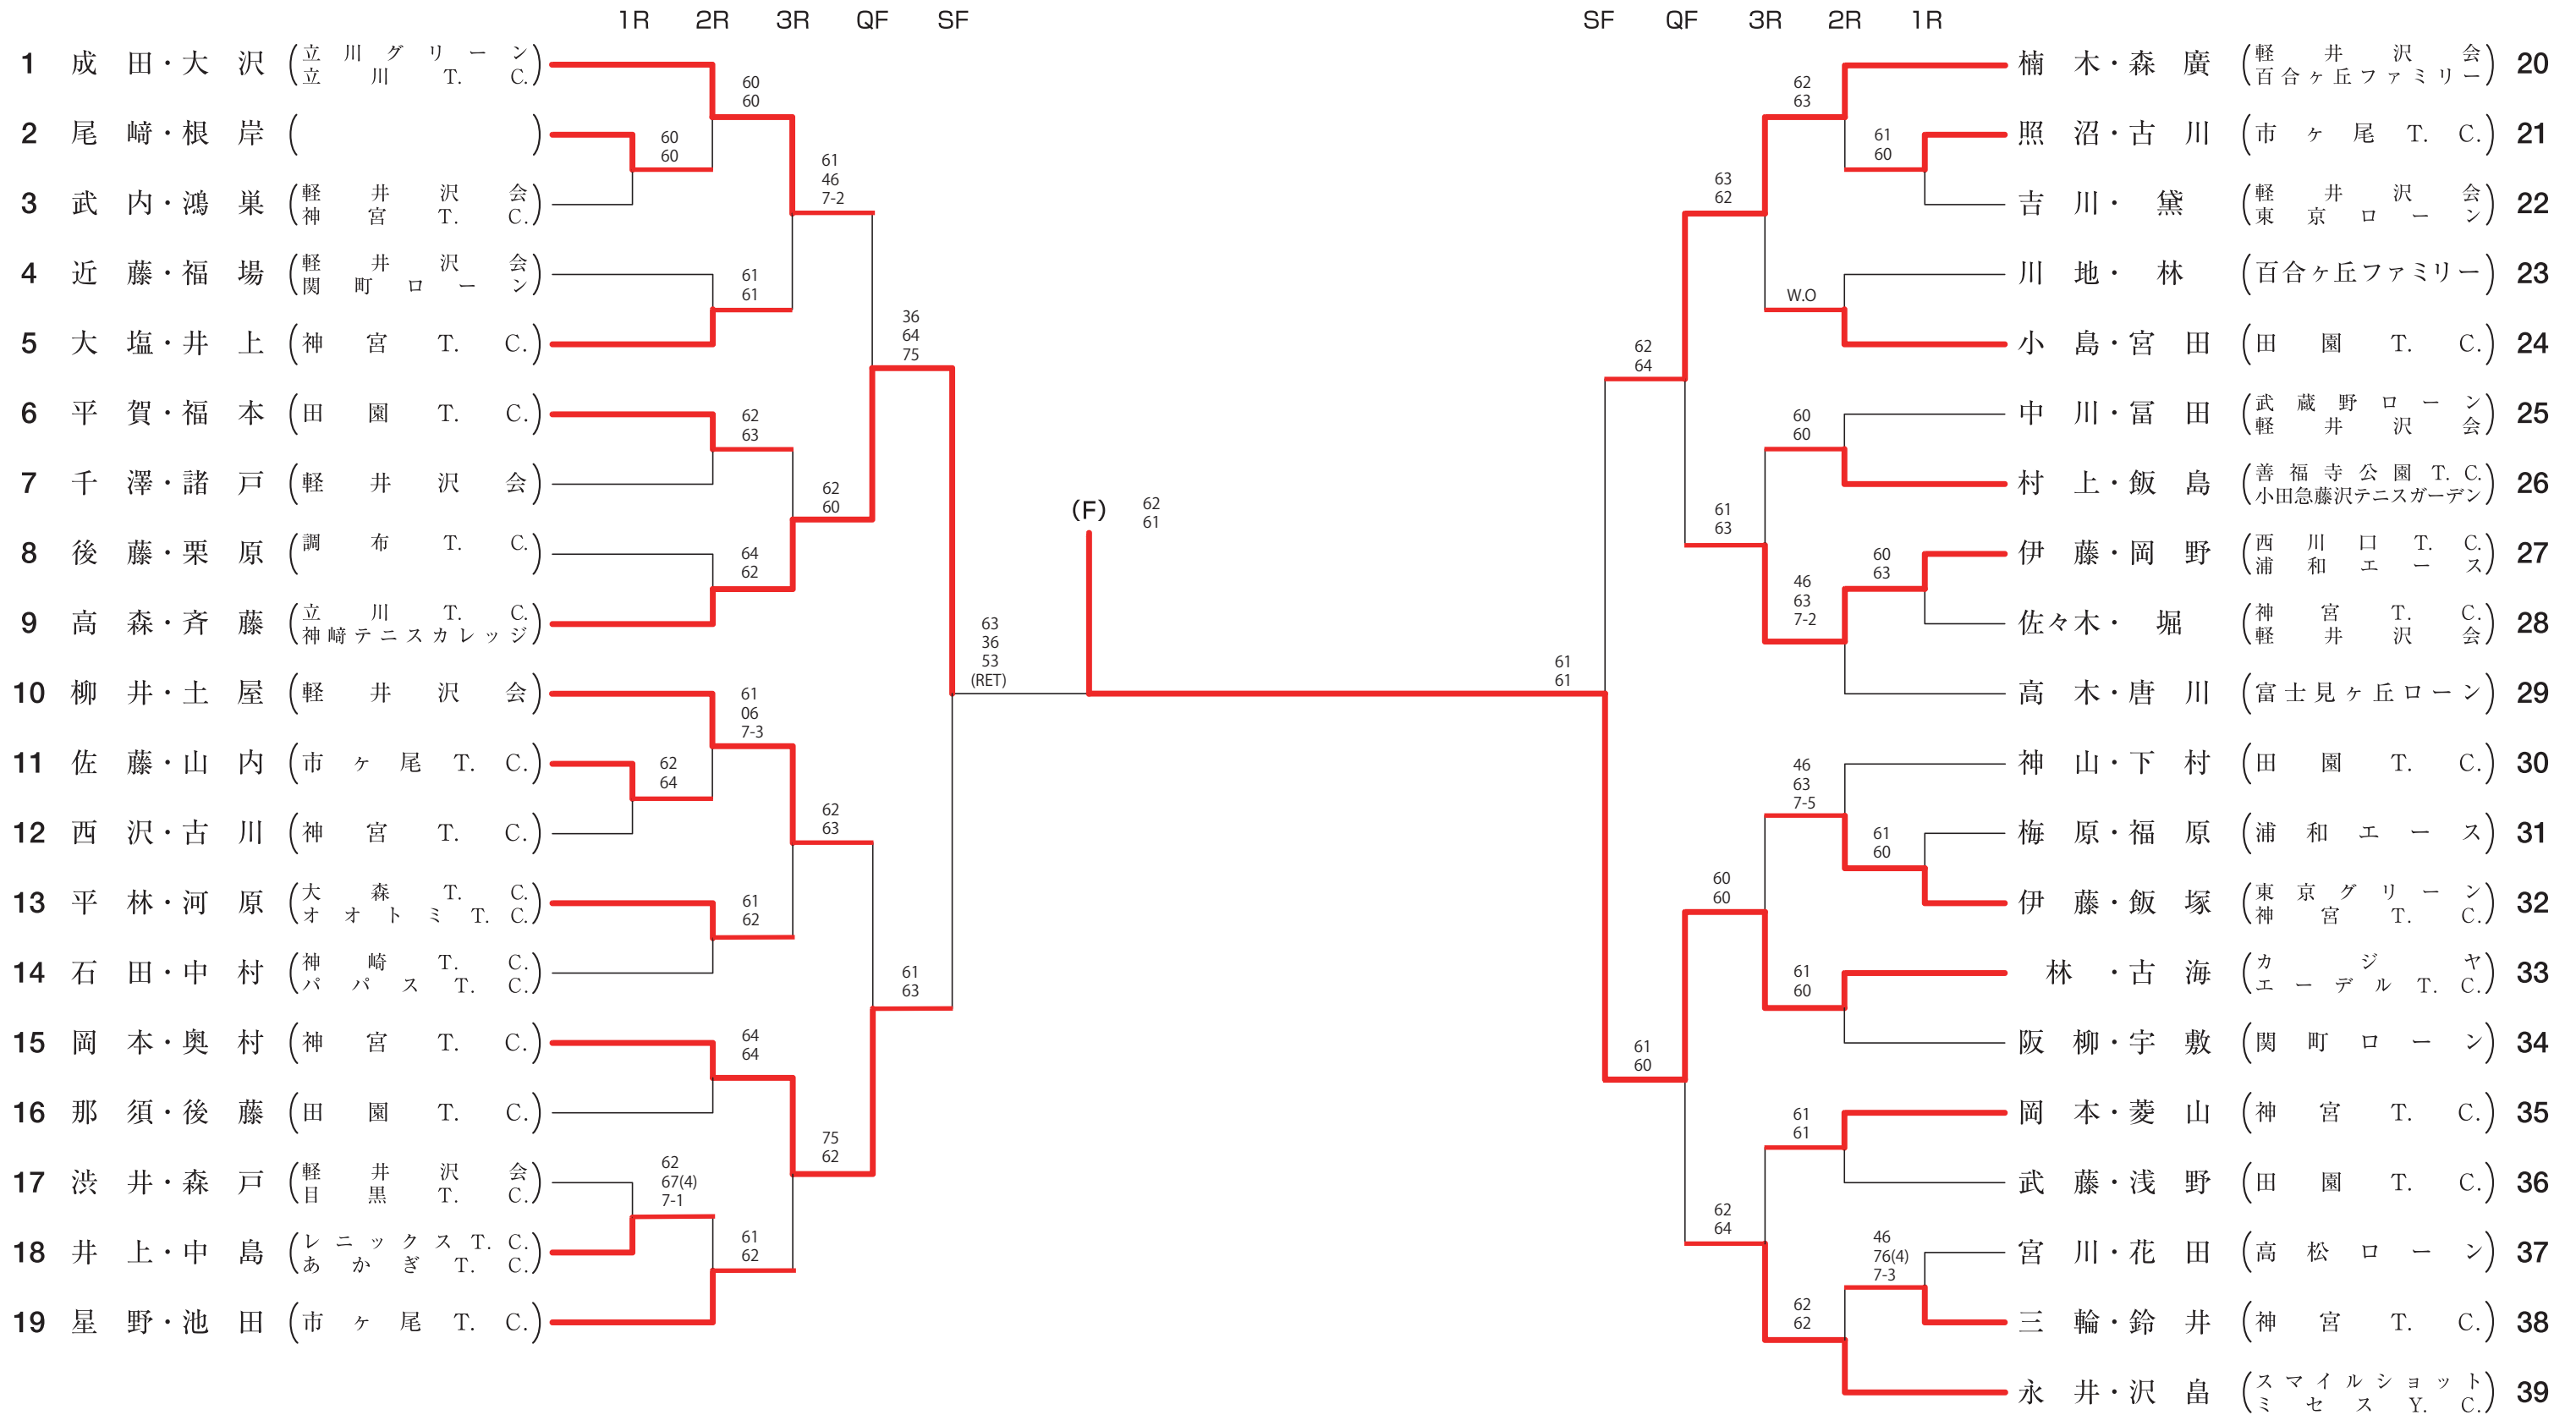 1R 2R 3R QF SF
SF QF 3R 2R 1R
1 成田・大沢 (立川グリーン
立川T.C.)
2 尾﨑・根岸 ( )
3 武内・鴻巣 (軽井沢会
神宮T.C.)
4 近藤・福場 (軽井沢会
関町ローン)
5 大塩・井上 (神宮T.C.)
6 平賀・福本 (田園T.C.)
7 千澤・諸戸 (軽井沢会)
8 後藤・栗原 (調布T.C.)
9 高森・斉藤 (立川T.C.
神﨑テニスカレッジ)
10 柳井・土屋 (軽井沢会)
11 佐藤・山内 (市ヶ尾T.C.)
12 西沢・古川 (神宮T.C.)
13 平林・河原 (大森T.C.
オオトミT.C.)
14 石田・中村 (神崎T.C.
パパスT.C.)
15 岡本・奥村 (神宮T.C.)
16 那須・後藤 (田園T.C.)
17 渋井・森戸 (軽井沢会
目黒T.C.)
18 井上・中島 (レニックスT.C.
あかぎT.C.)
19 星野・池田 (市ヶ尾T.C.)
60
60
62
64
62
67(4)
7-1
60
60
61
61
62
63
64
62
61
06
7-3
61
62
64
64
61
62
61
46
7-2
62
60
62
63
75
62
36
64
75
61
63
63
36
53
(RET)
(F)
62
61
61
61
62
64
61
60
63
62
61
63
60
60
62
64
62
63
W.O
60
60
46
63
7-2
46
63
7-5
61
60
61
61
62
62
61
60
60
63
61
60
46
76(4)
7-3
楠木・森廣 (軽井沢会
百合ヶ丘ファミリー) 20
照沼・古川 (市ヶ尾T.C.) 21
吉川・黛 (軽井沢会
東京ローン) 22
川地・林 (百合ヶ丘ファミリー) 23
小島・宮田 (田園T.C.) 24
中川・冨田 (武蔵野ローン
軽井沢会) 25
村上・飯島 (善福寺公園T.C.
小田急藤沢テニスガーデン) 26
伊藤・岡野 (西川口T.C.
浦和エース) 27
佐々木・堀 (神宮T.C.
軽井沢会) 28
高木・唐川 (富士見ヶ丘ローン) 29
神山・下村 (田園T.C.) 30
梅原・福原 (浦和エース) 31
伊藤・飯塚 (東京グリーン
神宮T.C.) 32
林・古海 (カジヤ
エーデルT.C.) 33
阪柳・宇敷 (関町ローン) 34
岡本・菱山 (神宮T.C.) 35
武藤・浅野 (田園T.C.) 36
宮川・花田 (高松ローン) 37
三輪・鈴井 (神宮T.C.) 38
永井・沢畠 (スマイルショット
ミセスY.C.) 39